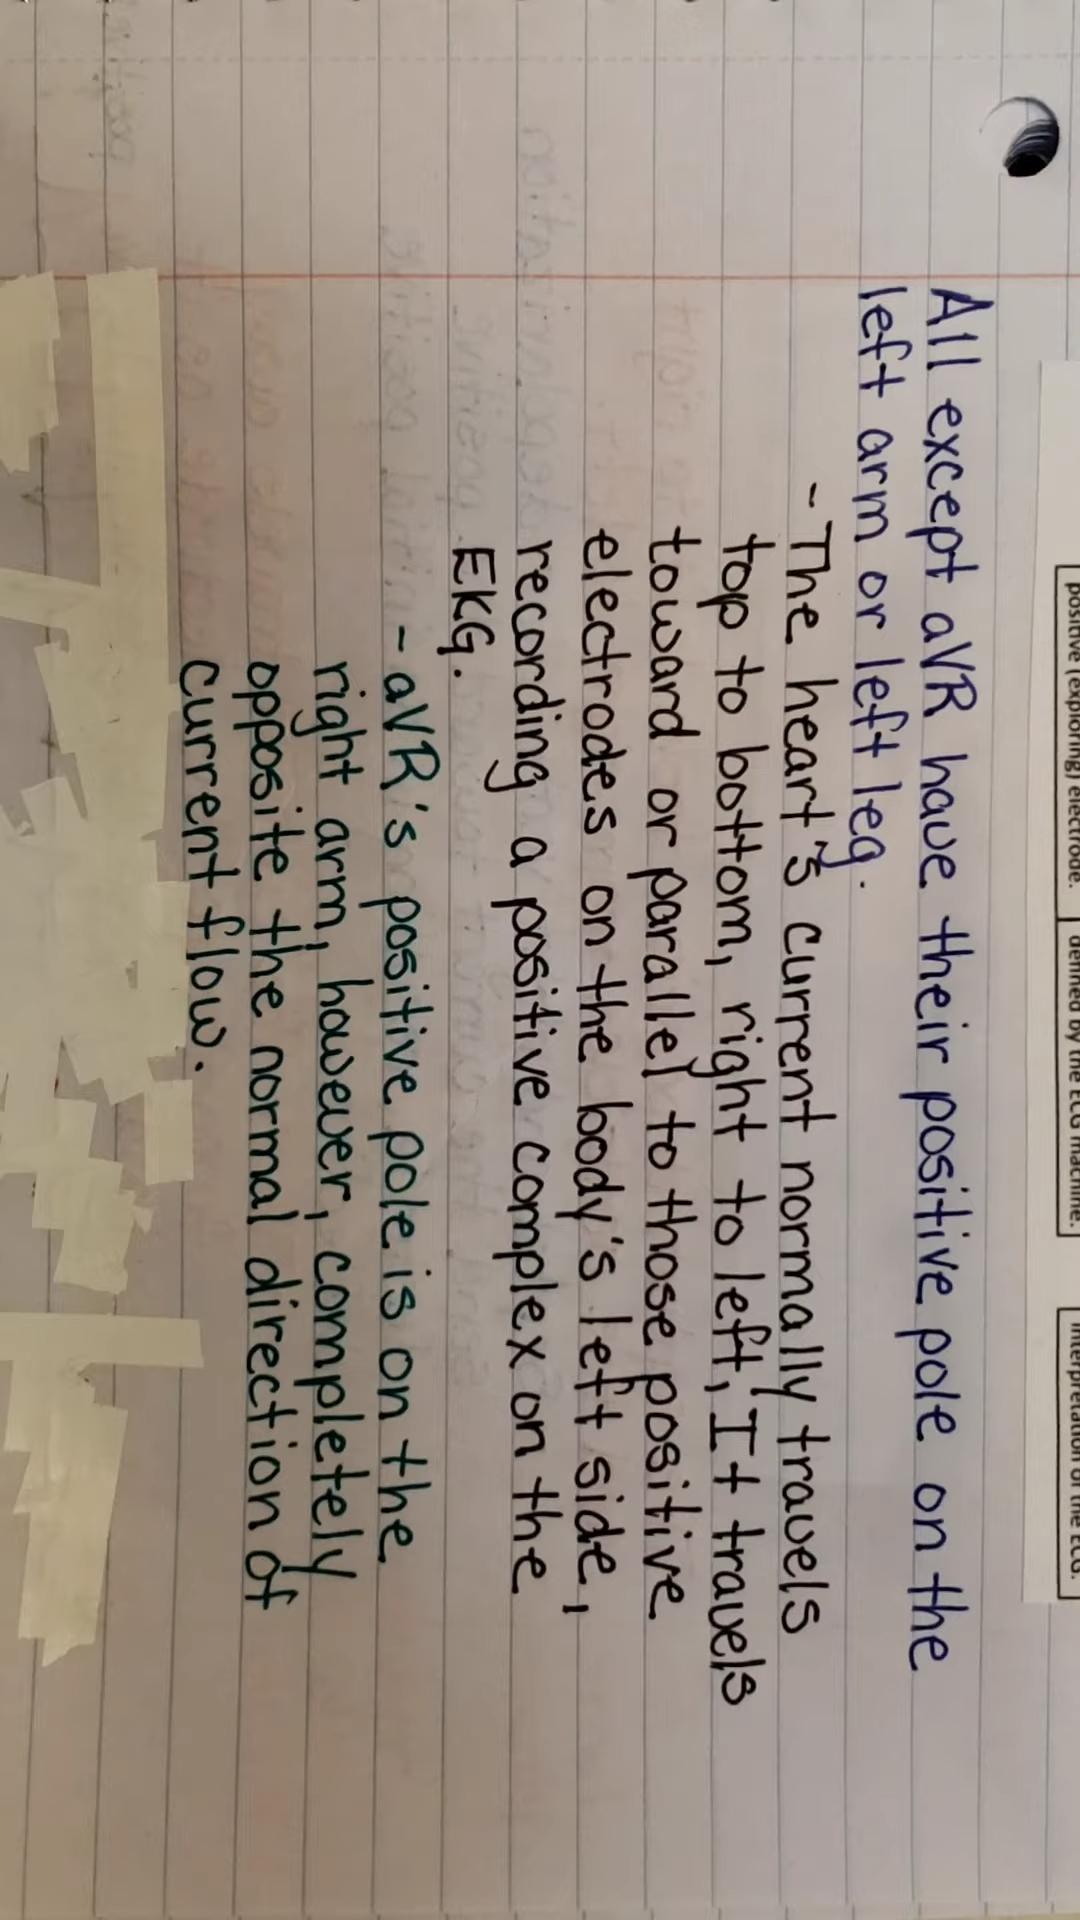 positive (exploring) electrode.
defined by the ECG machine.
interpretation of the ECG.
All except aVR have their positive pole on the
left arm or left leg.
- The heart's current normally travels
top to bottom, right to left, It travels
toward or parallel to those positive
electrodes on the body's left side,
recording a positive complex on the
EKG.
- aVR's positive pole is on the
right arm, however, completely
opposite the normal direction of
current flow.